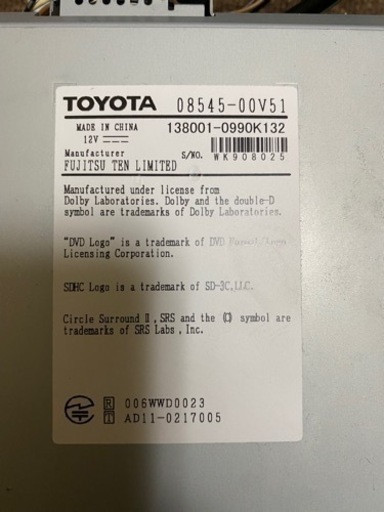 TOYOTA 08545-00V51
MADE IN CHINA 138001-0990K132
12V
Manufacturer S/NO. WK908025
FUJITSU TEN LIMITED
Manufactured under license from
Dolby Laboratories. Dolby and the double-D
symbol are trademarks of Dolby Laboratories.
"DVD Logo" is a trademark of DVD Format/Logo
Licensing Corporation.
SDHC Logo is a trademark of SD-3C,LLC.
Circle Surround II, SRS and the symbol are
trademarks of SRS Labs, Inc.
R 006WWD0023
T AD11-0217005